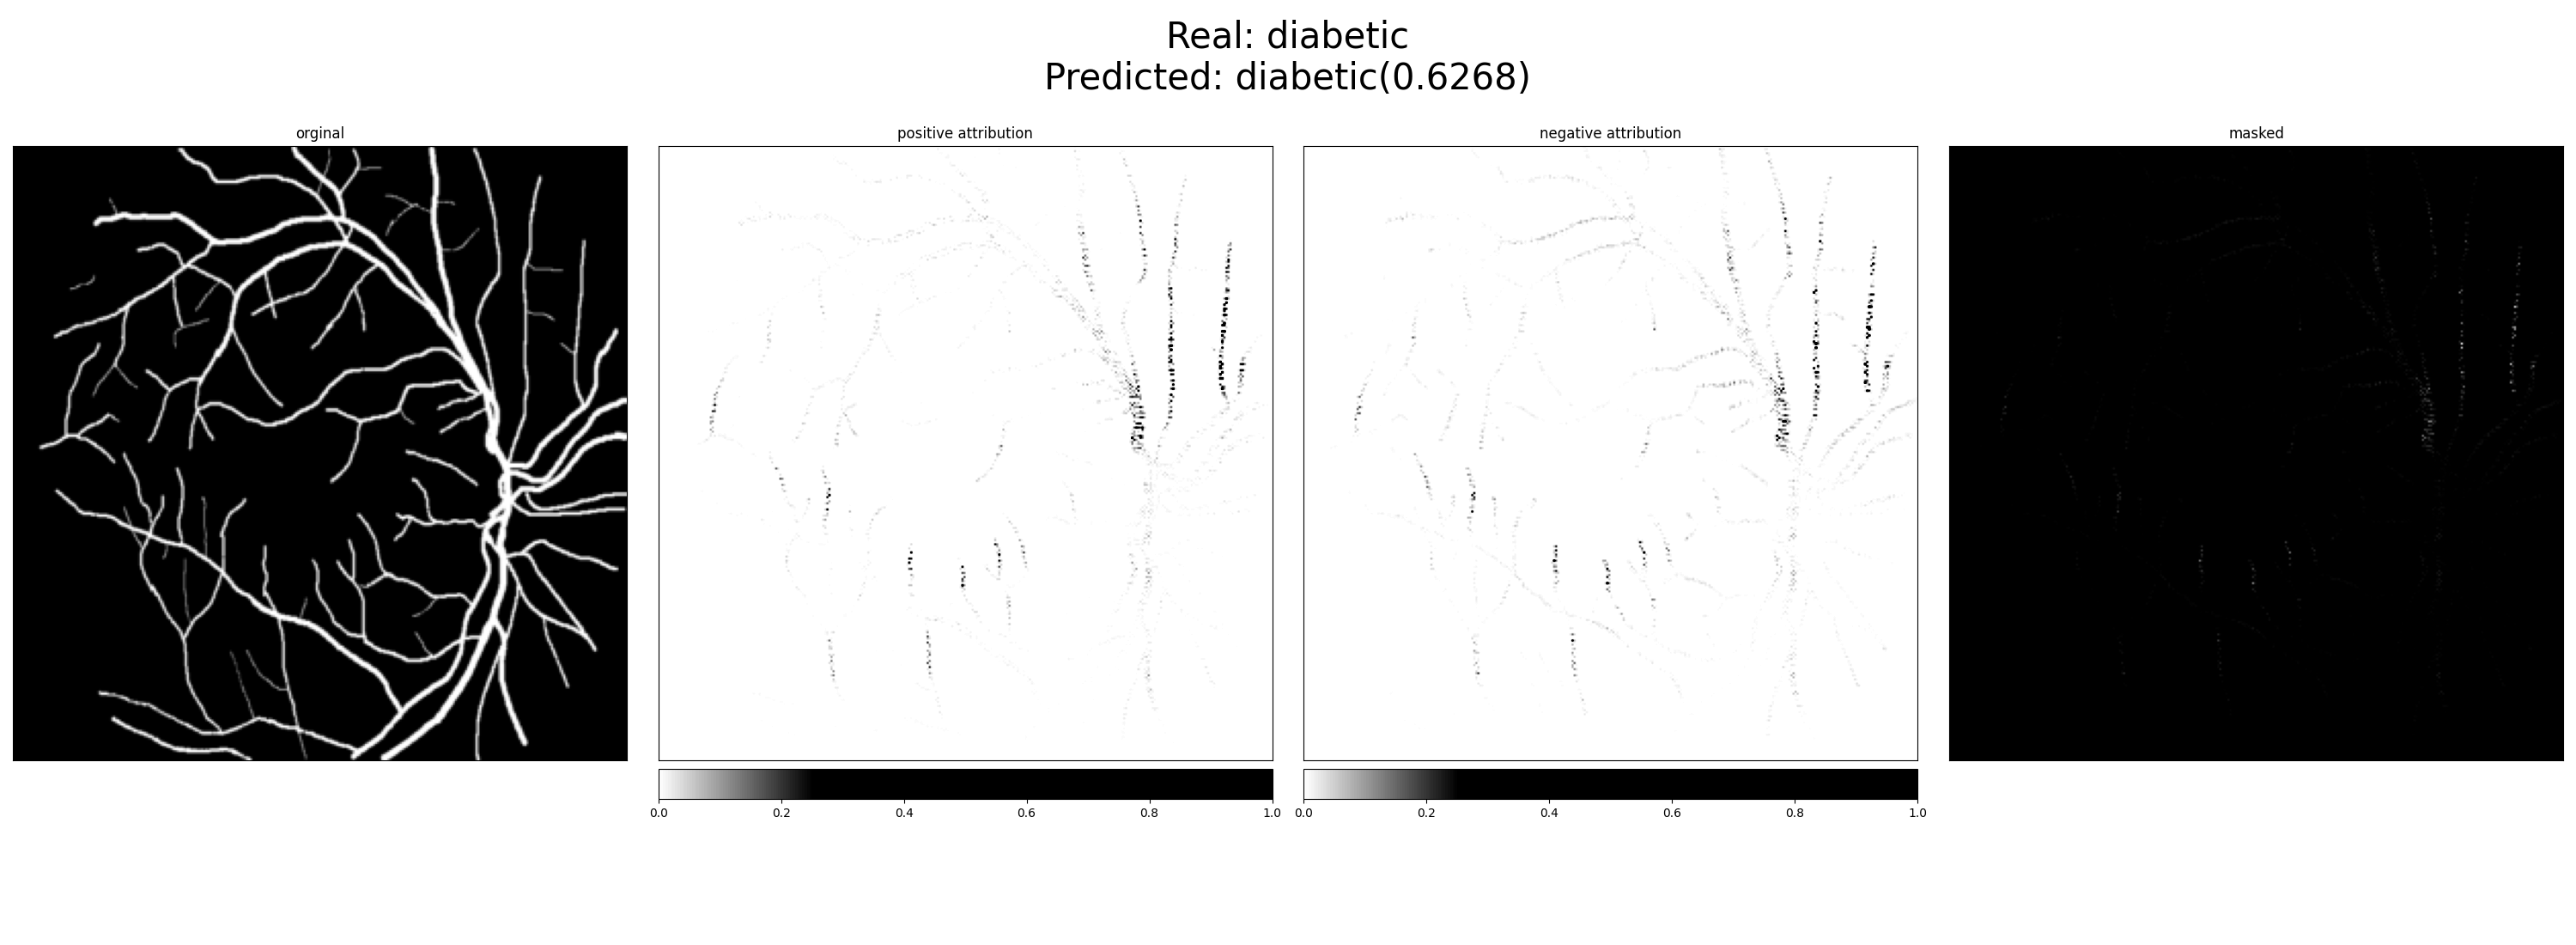 Real: diabetic
Predicted: diabetic(0.6268)
orginal
positive attribution
negative attribution
masked
0.0 0.2 0.4 0.6 0.8 1.0
0.0 0.2 0.4 0.6 0.8 1.0